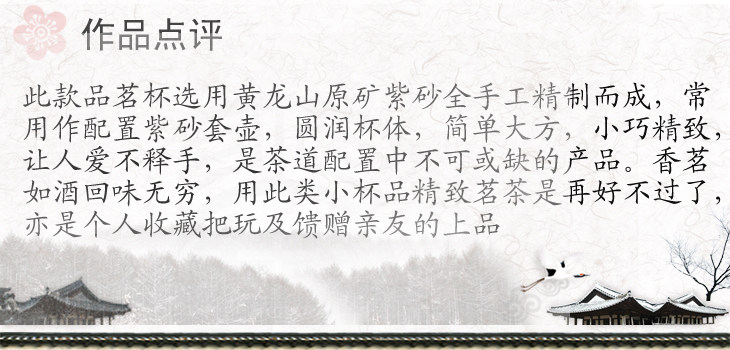 作品点评
此款品茗杯选用黄龙山原矿紫砂全手工精制而成，常
用作配置紫砂套壶，圆润杯体，简单大方，小巧精致，
让人爱不释手，是茶道配置中不可或缺的产品。香茗
如酒回味无穷，用此类小杯品精致茗茶是再好不过了，
亦是个人收藏把玩及馈赠亲友的上品